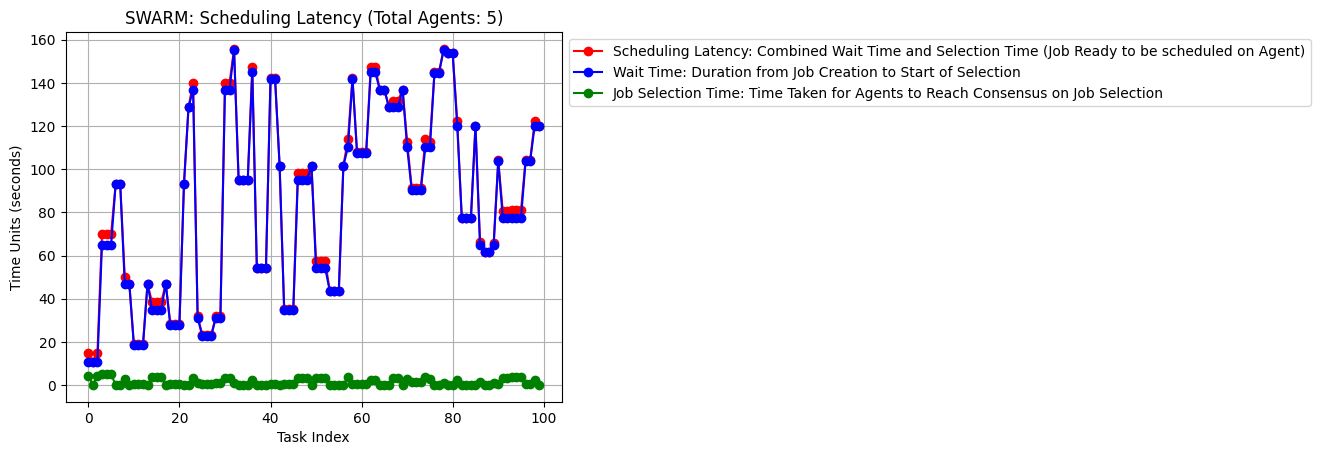 SWARM: Scheduling Latency (Total Agents: 5)
Scheduling Latency: Combined Wait Time and Selection Time (Job Ready to be scheduled on Agent)
Wait Time: Duration from Job Creation to Start of Selection
Job Selection Time: Time Taken for Agents to Reach Consensus on Job Selection
Time Units (seconds)
160
140
120
100
80
60
40
20
0
0 20 40 60 80 100
Task Index